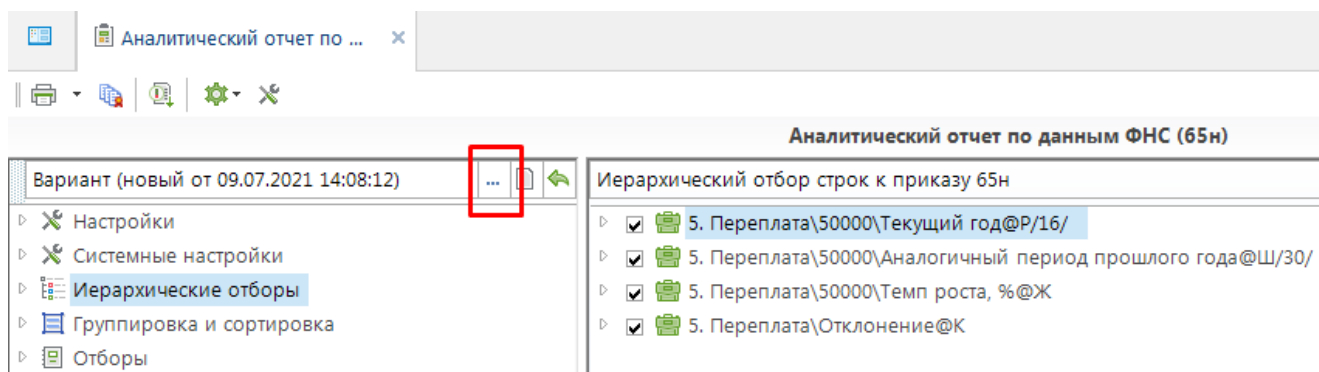 Аналитический отчет по ...
Аналитический отчет по данным ФНС (65н)
Вариант (новый от 09.07.2021 14:08:12)
...
Иерархический отбор строк к приказу 65н
Настройки
Системные настройки
Иерархические отборы
Группировка и сортировка
Отборы
5. Переплата\50000\Текущий год@Р/16/
5. Переплата\50000\Аналогичный период прошлого года@Ш/30/
5. Переплата\50000\Темп роста, %@Ж
5. Переплата\Отклонение@К